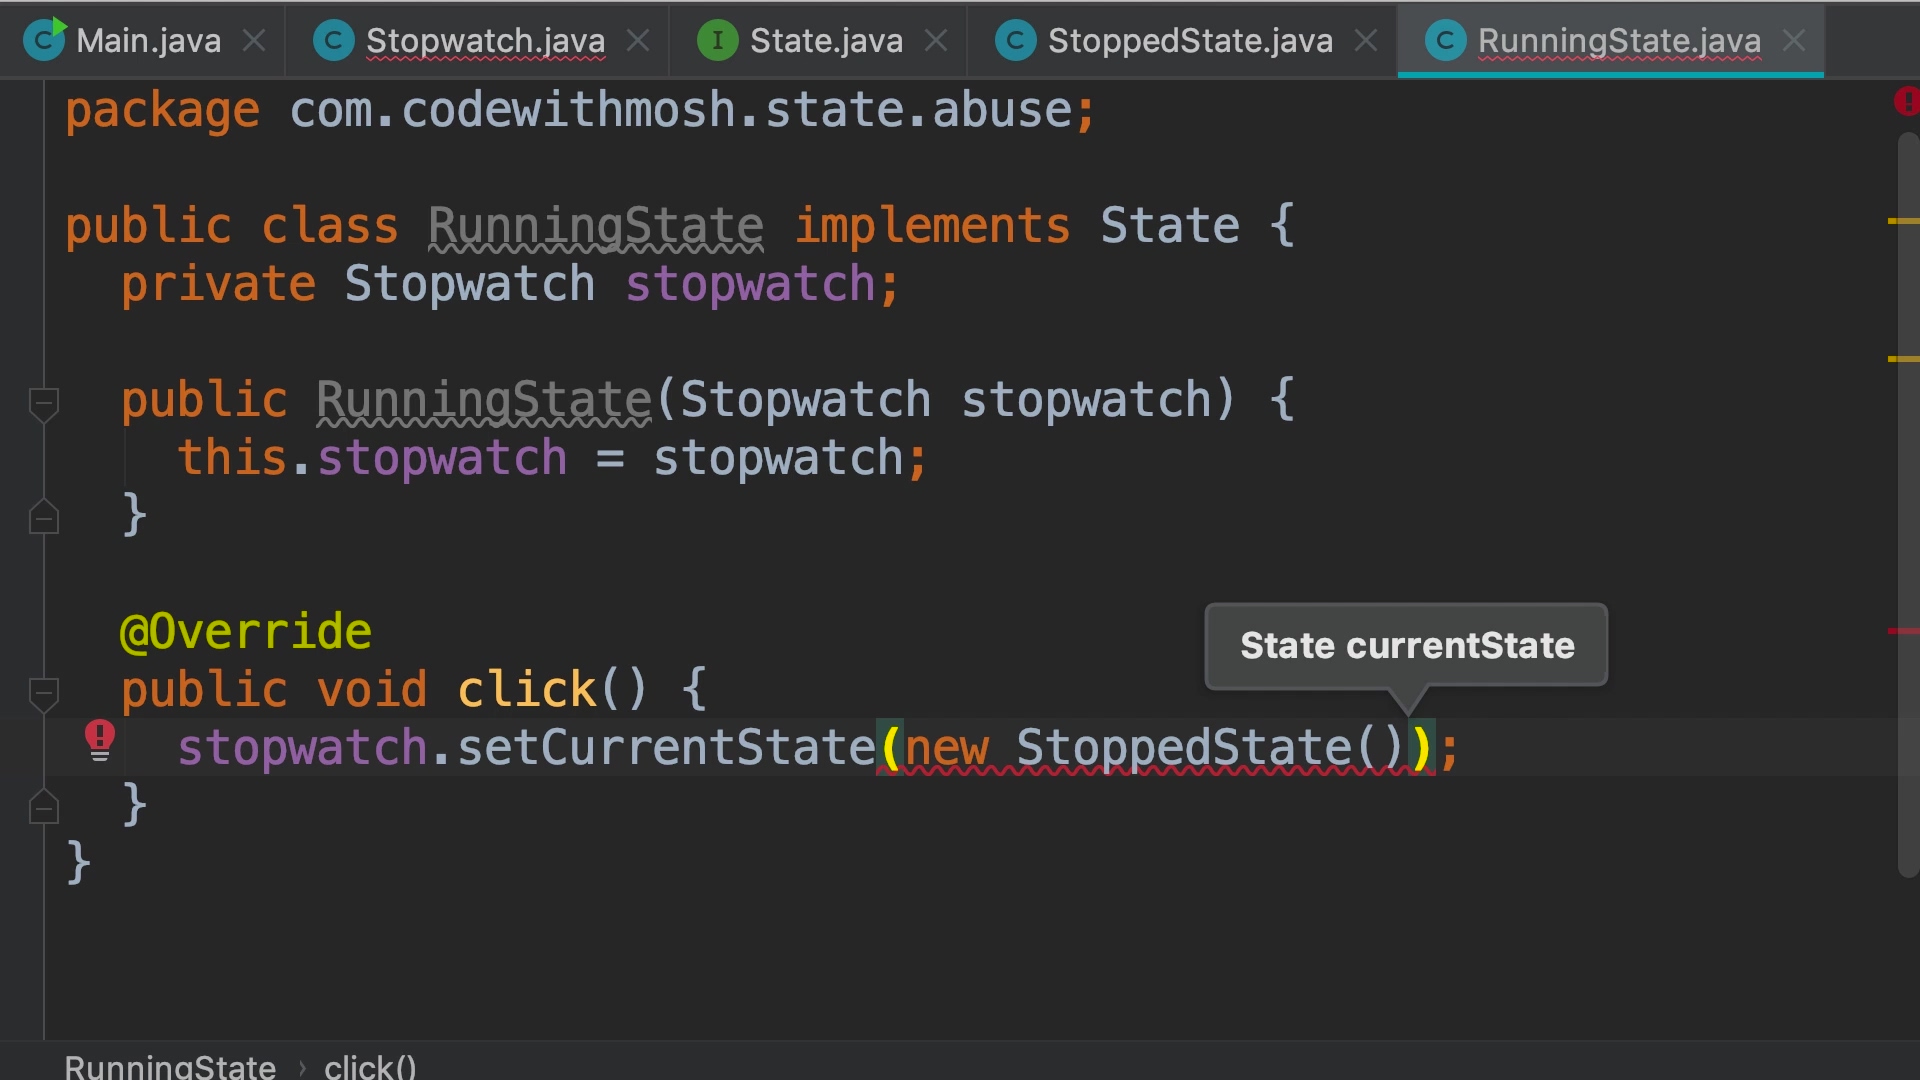 Main.java Stopwatch.java State.java StoppedState.java RunningState.java
package com.codewithmosh.state.abuse;
public class RunningState implements State {
private Stopwatch stopwatch;
public RunningState(Stopwatch stopwatch) {
this.stopwatch = stopwatch;
}
@Override
State currentState
public void click() {
stopwatch.setCurrentState(new StoppedState());
}
}
RunningState › click()